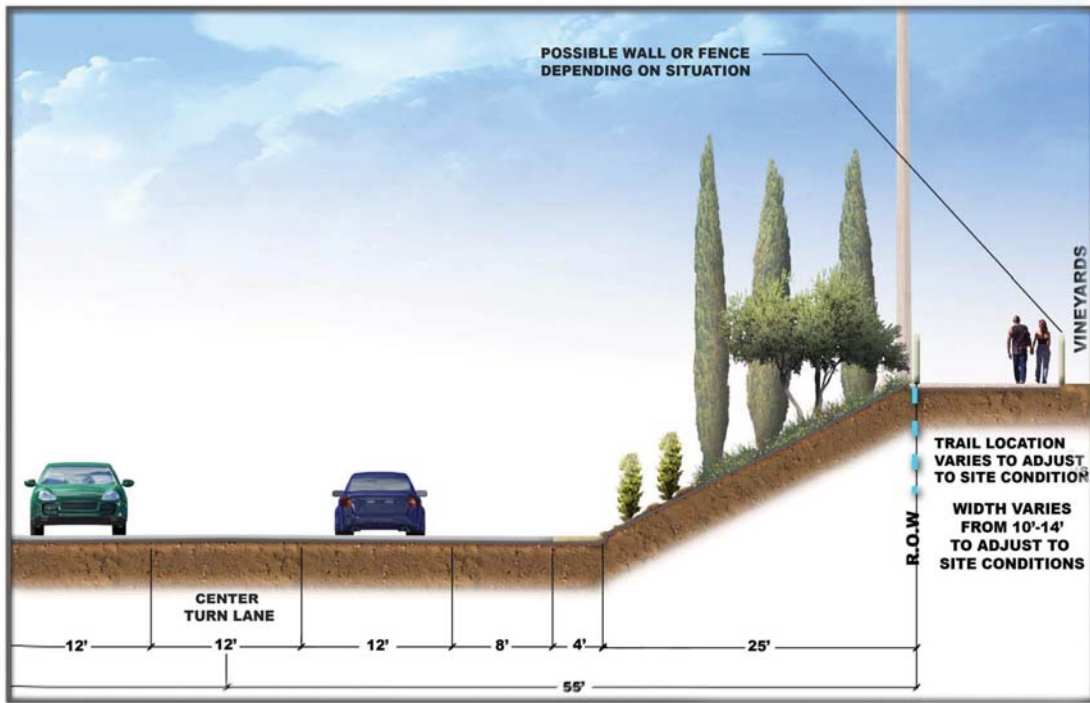 POSSIBLE WALL OR FENCE
DEPENDING ON SITUATION
VINEYARDS
TRAIL LOCATION
VARIES TO ADJUST
TO SITE CONDITIONS
R.O.W
WIDTH VARIES
FROM 10'-14'
TO ADJUST TO
SITE CONDITIONS
CENTER
TURN LANE
12'
12'
12'
8'
4'
25'
55'